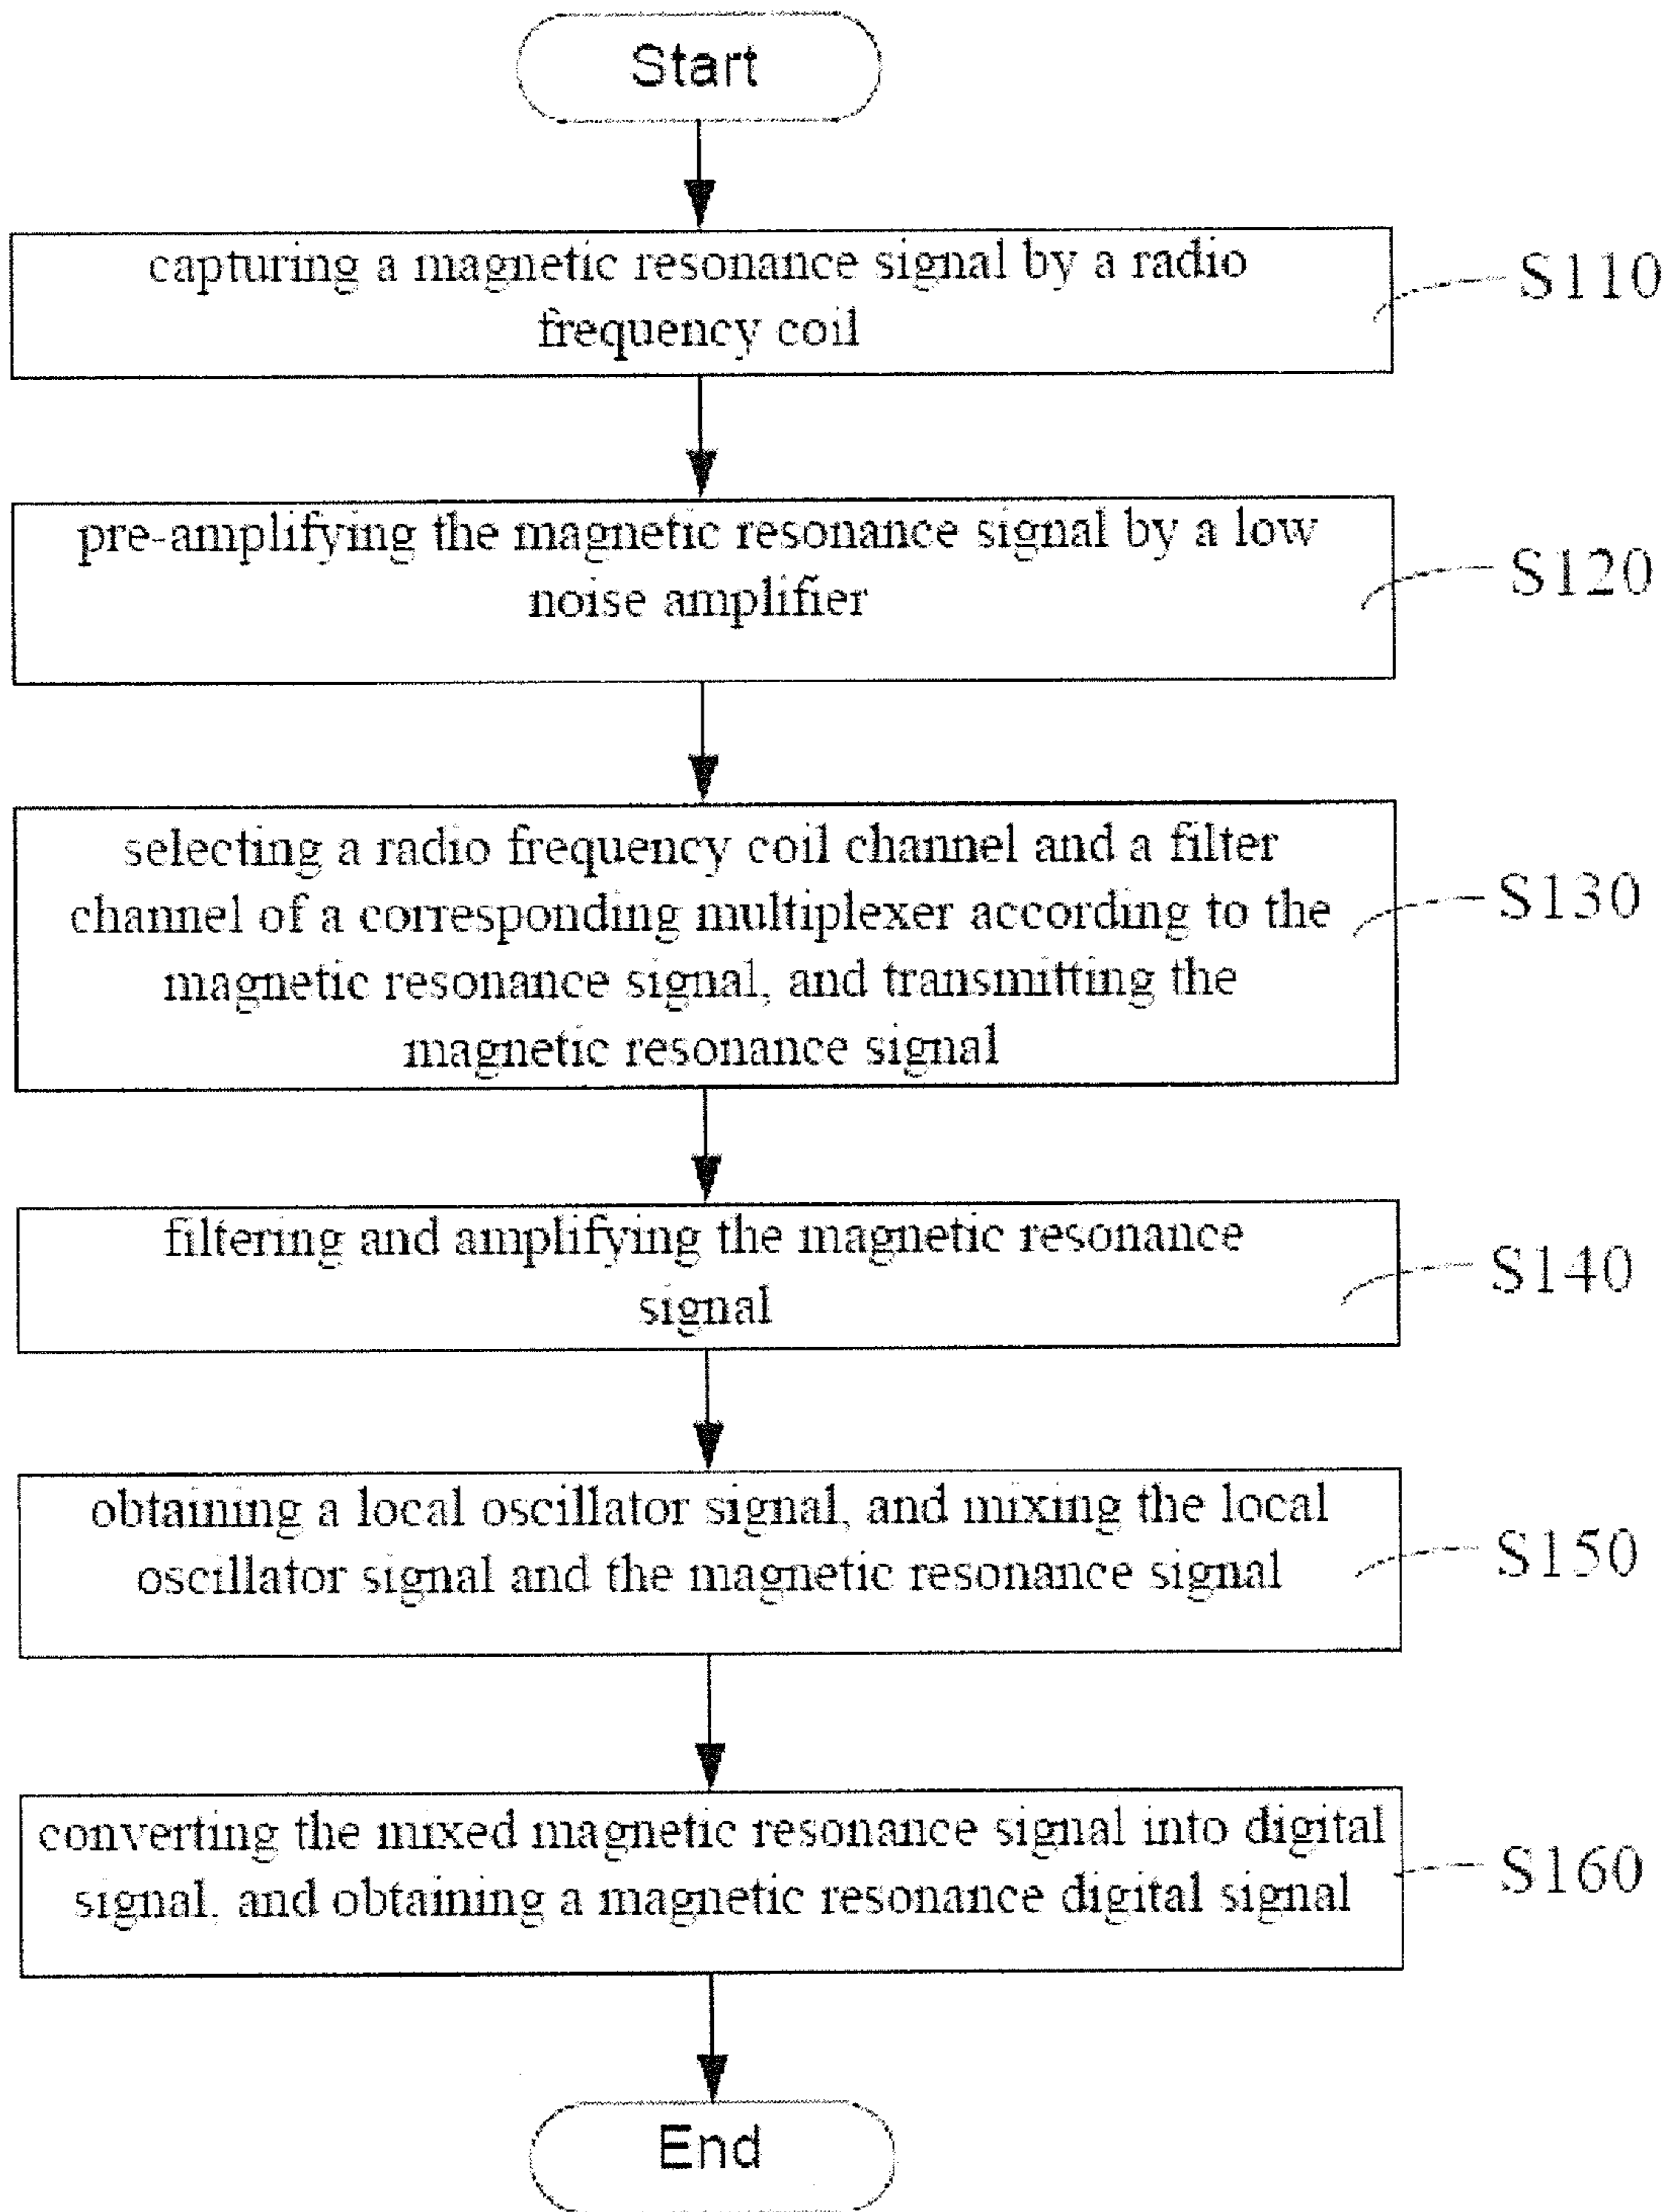 Start
capturing a magnetic resonance signal by a radio
frequency coil
S110
pre-amplifying the magnetic resonance signal by a low
noise amplifier
S120
selecting a radio frequency coil channel and a filter
channel of a corresponding multiplexer according to the
magnetic resonance signal, and transmitting the
magnetic resonance signal
S130
filtering and amplifying the magnetic resonance
signal
S140
obtaining a local oscillator signal, and mixing the local
oscillator signal and the magnetic resonance signal
S150
converting the mixed magnetic resonance signal into digital
signal, and obtaining a magnetic resonance digital signal
S160
End